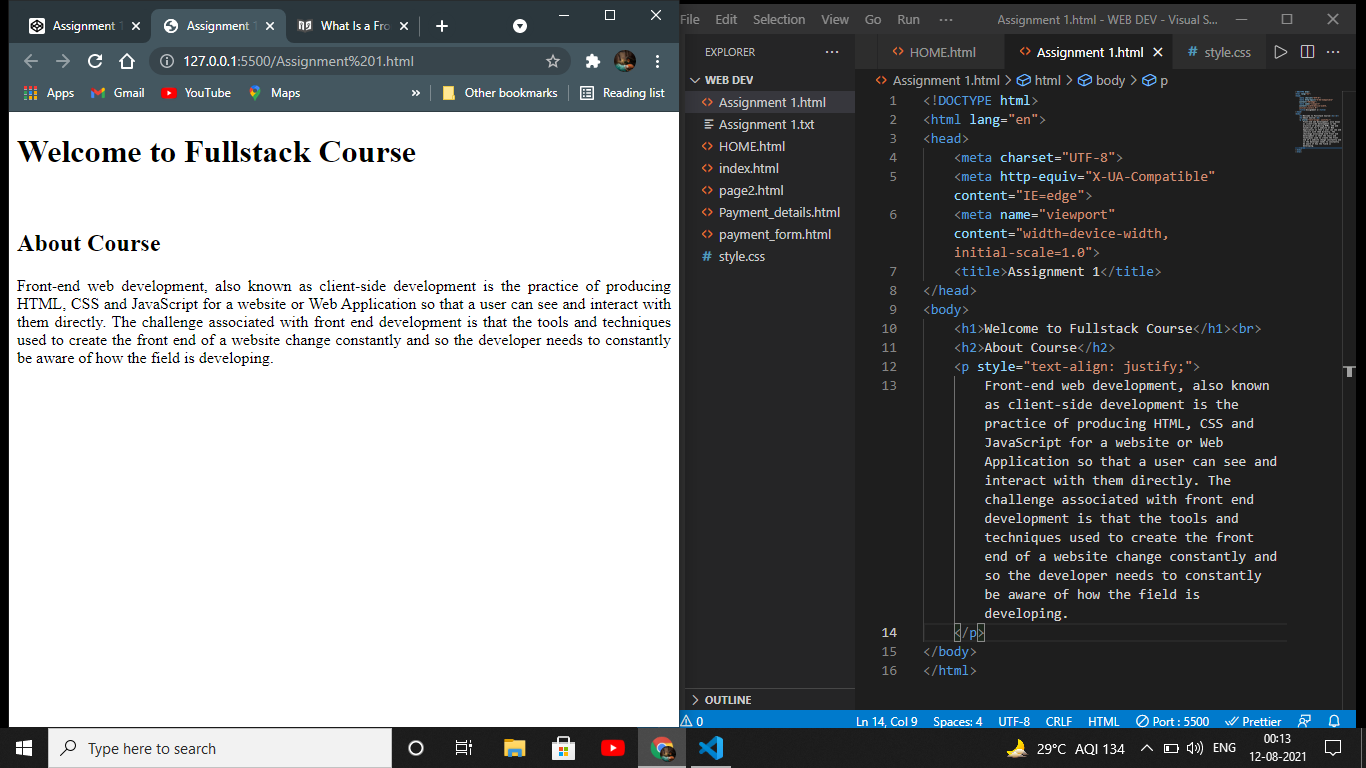 Assignment 1
Assignment 1
What Is a Fro
127.0.0.1:5500/Assignment%201.html
Apps
Gmail
YouTube
Maps
»
Other bookmarks
Reading list
Welcome to Fullstack Course
About Course
Front-end web development, also known as client-side development is the practice of producing
HTML, CSS and JavaScript for a website or Web Application so that a user can see and interact with
them directly. The challenge associated with front end development is that the tools and techniques
used to create the front end of a website change constantly and so the developer needs to constantly
be aware of how the field is developing.
File Edit Selection View Go Run ··· Assignment 1.html - WEB DEV - Visual S...
EXPLORER ···
WEB DEV
Assignment 1.html
Assignment 1.txt
HOME.html
index.html
page2.html
Payment_details.html
payment_form.html
# style.css
OUTLINE
HOME.html
Assignment 1.html
# style.css
Assignment 1.html > html > body > p
1 <!DOCTYPE html>
2 <html lang="en">
3 <head>
4 <meta charset="UTF-8">
5 <meta http-equiv="X-UA-Compatible"
content="IE=edge">
6 <meta name="viewport"
content="width=device-width,
initial-scale=1.0">
7 <title>Assignment 1</title>
8 </head>
9 <body>
10 <h1>Welcome to Fullstack Course</h1><br>
11 <h2>About Course</h2>
12 <p style="text-align: justify;">
13 Front-end web development, also known
as client-side development is the
practice of producing HTML, CSS and
JavaScript for a website or Web
Application so that a user can see and
interact with them directly. The
challenge associated with front end
development is that the tools and
techniques used to create the front
end of a website change constantly and
so the developer needs to constantly
be aware of how the field is
developing.
14 </p>
15 </body>
16 </html>
0 Ln 14, Col 9 Spaces: 4 UTF-8 CRLF HTML Port : 5500 Prettier
Type here to search
29°C AQI 134
ENG
00:13
12-08-2021